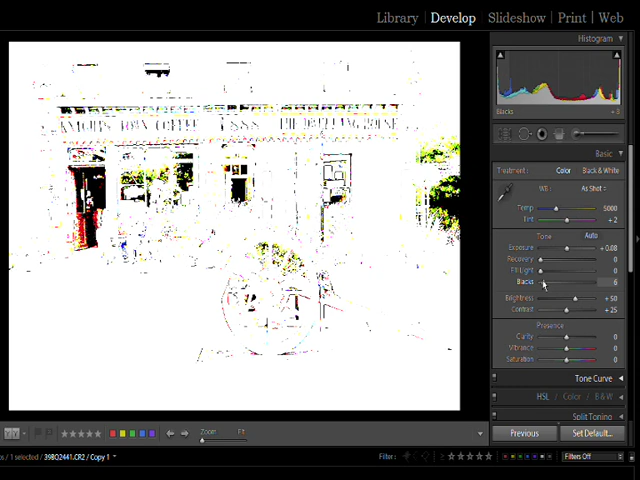 Library | Develop | Slideshow | Print | Web
Histogram
Blacks + 3
Basic
Treatment : Color Black & White
WB : As Shot
Temp 5000
Tint + 2
Tone Auto
Exposure + 0.08
Recovery 0
Fill Light 0
Blacks 6
Brightness + 50
Contrast + 25
Presence
Clarity 0
Vibrance 0
Saturation 0
Tone Curve
HSL / Color / B & W
Split Toning
Zoom Fit
Previous Set Default...
1 selected / 39BO2441.CR2 / Copy 1
Filter : Filters Off